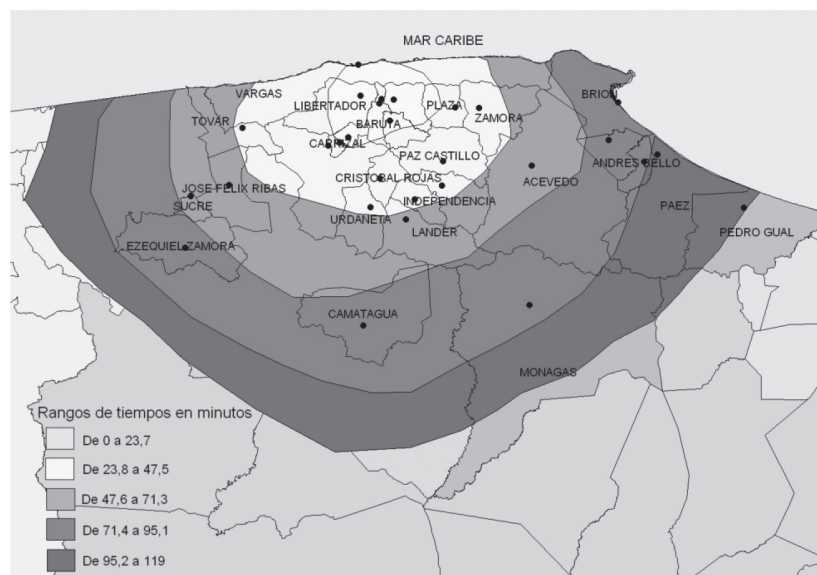 MAR CARIBE
VARGAS
LIBERTADOR
PLAZA
BRION
TOVAR
BARUTA
ZAMORA
CARRIZAL
PAZ CASTILLO
ANDRES BELLO
CRISTOBAL ROJAS
ACEVEDO
JOSE FELIX RIBAS
SUCRE
INDEPENDENCIA
PAEZ
URDANETA
LANDER
PEDRO GUAL
EZEQUIEL ZAMORA
CAMATAGUA
MONAGAS
Rangos de tiempos en minutos
De 0 a 23,7
De 23,8 a 47,5
De 47,6 a 71,3
De 71,4 a 95,1
De 95,2 a 119